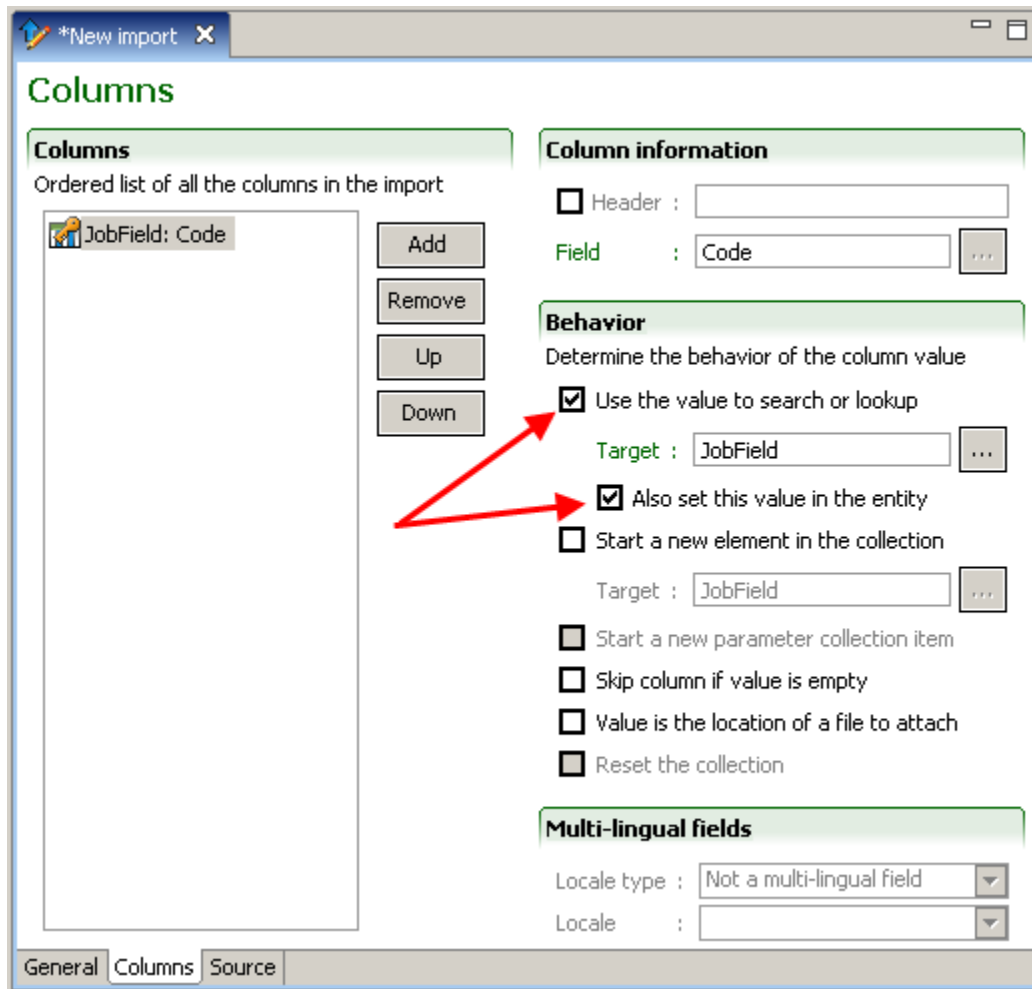 *New import
Columns
Columns
Ordered list of all the columns in the import
JobField: Code
Add
Remove
Up
Down
Column information
Header :
Field : Code ...
Behavior
Determine the behavior of the column value
Use the value to search or lookup
Target : JobField ...
Also set this value in the entity
Start a new element in the collection
Target : JobField ...
Start a new parameter collection item
Skip column if value is empty
Value is the location of a file to attach
Reset the collection
Multi-lingual fields
Locale type : Not a multi-lingual field
Locale :
General Columns Source